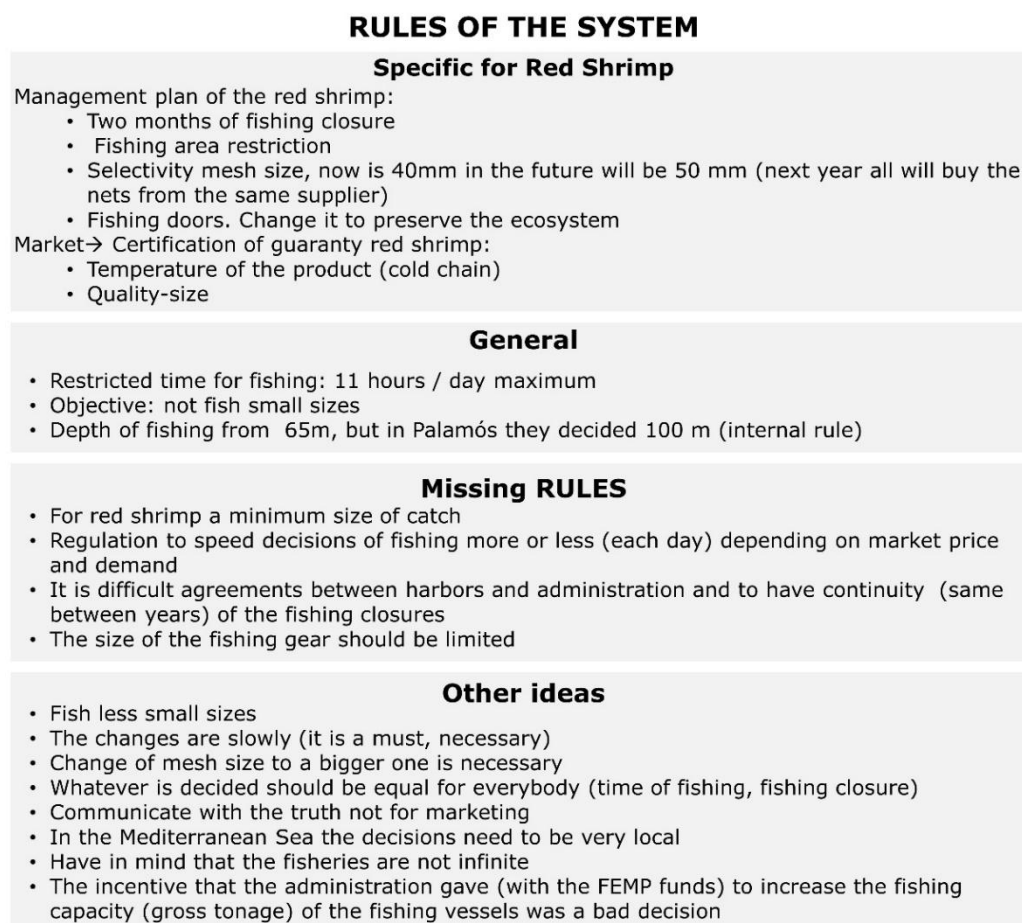 RULES OF THE SYSTEM
Specific for Red Shrimp
Management plan of the red shrimp:
• Two months of fishing closure
• Fishing area restriction
• Selectivity mesh size, now is 40mm in the future will be 50 mm (next year all will buy the
nets from the same supplier)
• Fishing doors. Change it to preserve the ecosystem
Market→ Certification of guaranty red shrimp:
• Temperature of the product (cold chain)
• Quality-size
General
• Restricted time for fishing: 11 hours / day maximum
• Objective: not fish small sizes
• Depth of fishing from 65m, but in Palamós they decided 100 m (internal rule)
Missing RULES
• For red shrimp a minimum size of catch
• Regulation to speed decisions of fishing more or less (each day) depending on market price
and demand
• It is difficult agreements between harbors and administration and to have continuity (same
between years) of the fishing closures
• The size of the fishing gear should be limited
Other ideas
• Fish less small sizes
• The changes are slowly (it is a must, necessary)
• Change of mesh size to a bigger one is necessary
• Whatever is decided should be equal for everybody (time of fishing, fishing closure)
• Communicate with the truth not for marketing
• In the Mediterranean Sea the decisions need to be very local
• Have in mind that the fisheries are not infinite
• The incentive that the administration gave (with the FEMP funds) to increase the fishing
capacity (gross tonage) of the fishing vessels was a bad decision